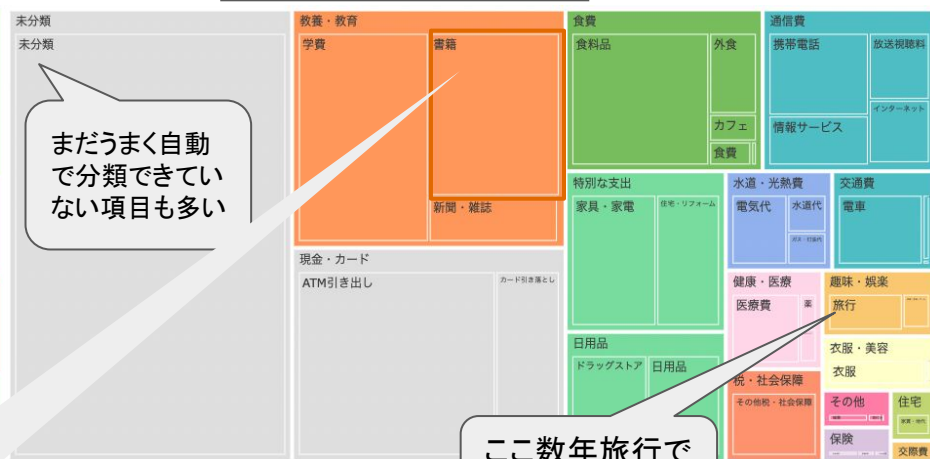 未分類
未分類
まだうまく自動
で分類できてい
ない項目も多い
教養・教育
学費
書籍
新聞・雑誌
現金・カード
ATM引き出し
カード引き落とし
食費
食料品
外食
カフェ
食費
通信費
携帯電話
放送視聴料
インターネット
情報サービス
特別な支出
家具・家電
住宅・リフォーム
水道・光熱費
電気代
水道代
ガス・灯油代
交通費
電車
健康・医療
医療費
薬
趣味・娯楽
旅行
日用品
ドラッグストア
日用品
衣服・美容
衣服
税・社会保障
その他税・社会保障
その他
住宅
家賃・地代
保険
交際費
ここ数年旅行で